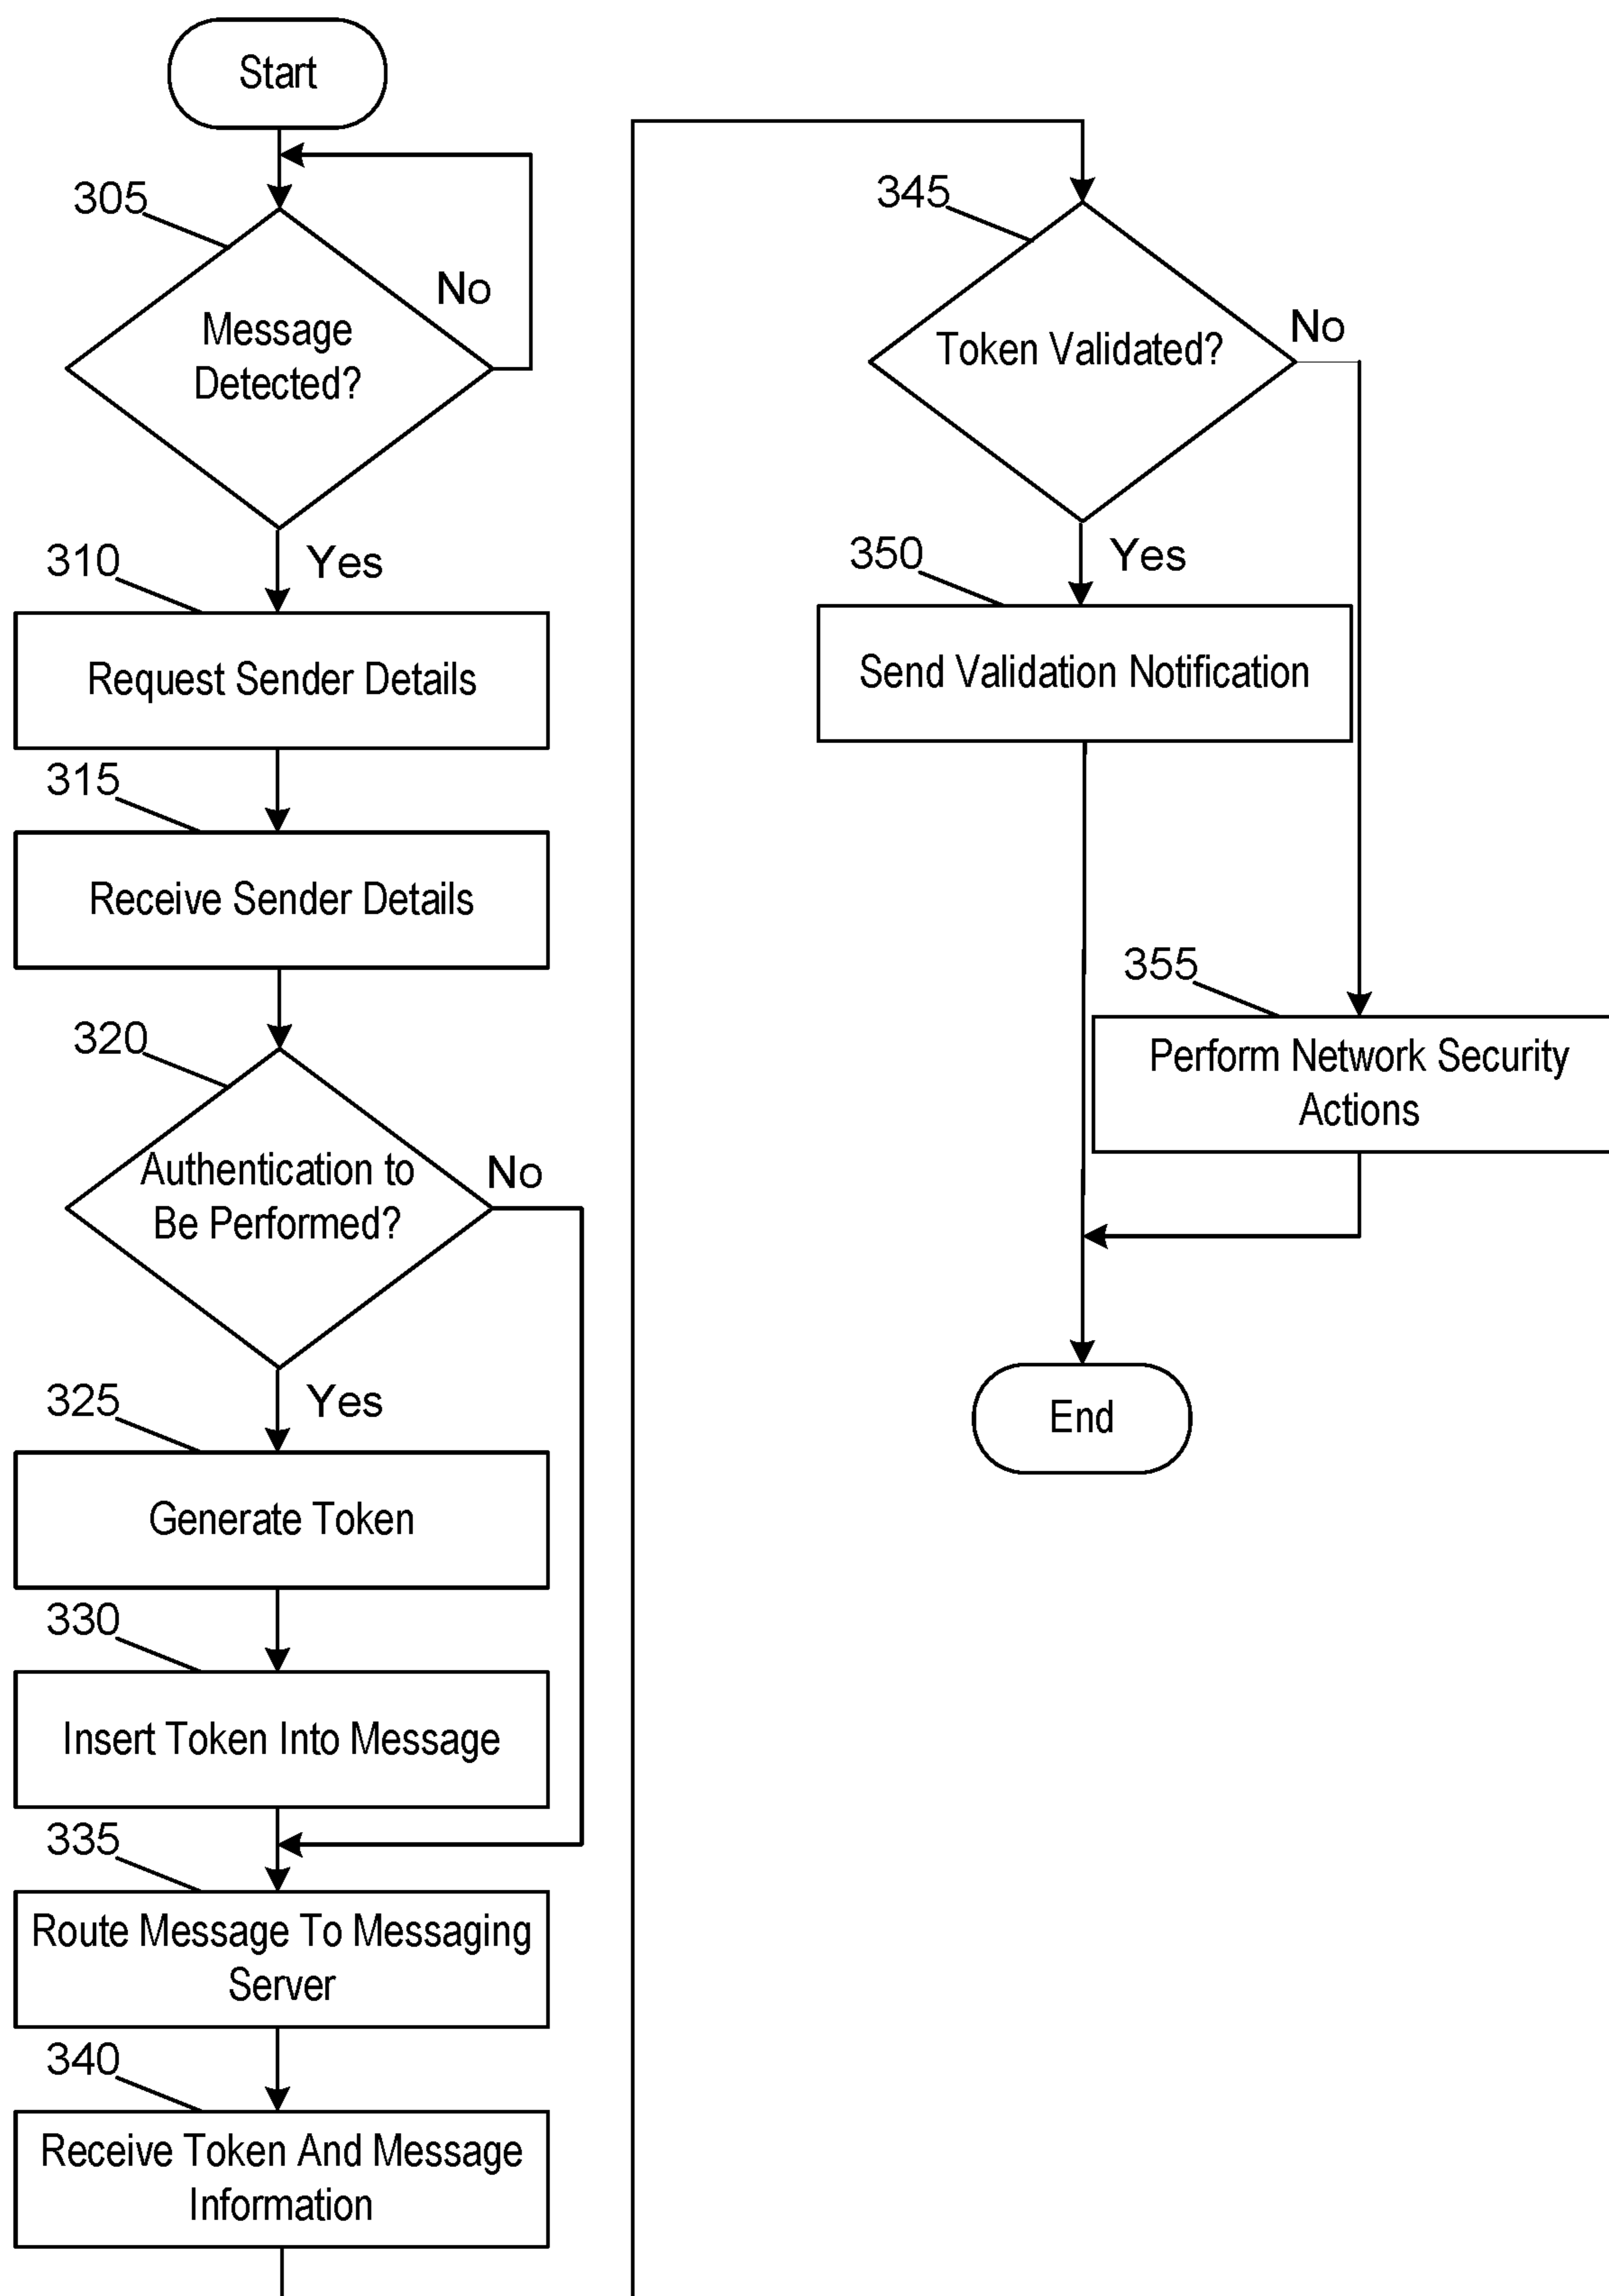 Start
305
No
Message
Detected?
310
Yes
Request Sender Details
315
Receive Sender Details
320
Authentication to
Be Performed?
No
325
Yes
Generate Token
330
Insert Token Into Message
335
Route Message To Messaging
Server
340
Receive Token And Message
Information
345
Token Validated?
No
350
Yes
Send Validation Notification
355
Perform Network Security
Actions
End